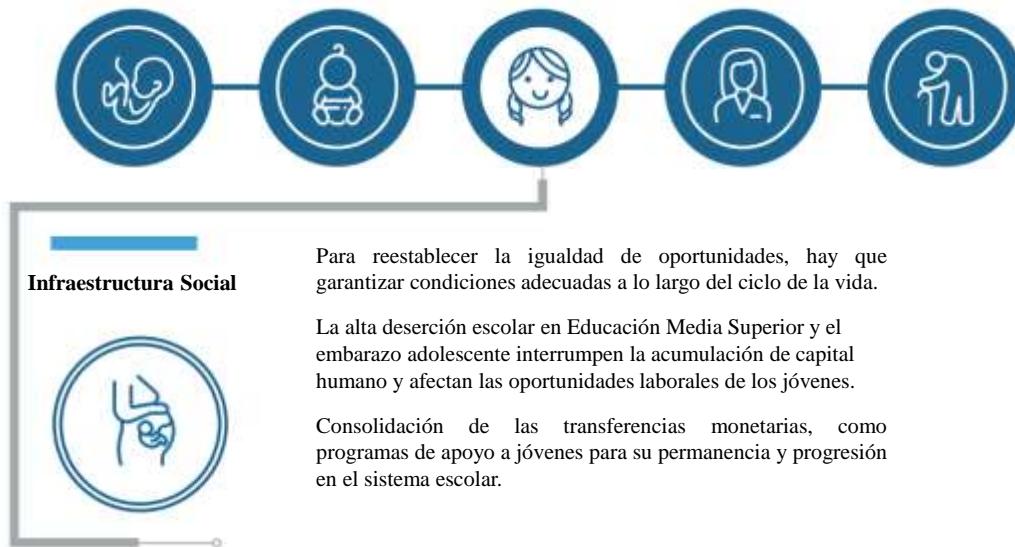 Infraestructura Social
Para reestablecer la igualdad de oportunidades, hay que
garantizar condiciones adecuadas a lo largo del ciclo de la vida.
La alta deserción escolar en Educación Media Superior y el
embarazo adolescente interrumpen la acumulación de capital
humano y afectan las oportunidades laborales de los jóvenes.
Consolidación de las transferencias monetarias, como
programas de apoyo a jóvenes para su permanencia y progresión
en el sistema escolar.